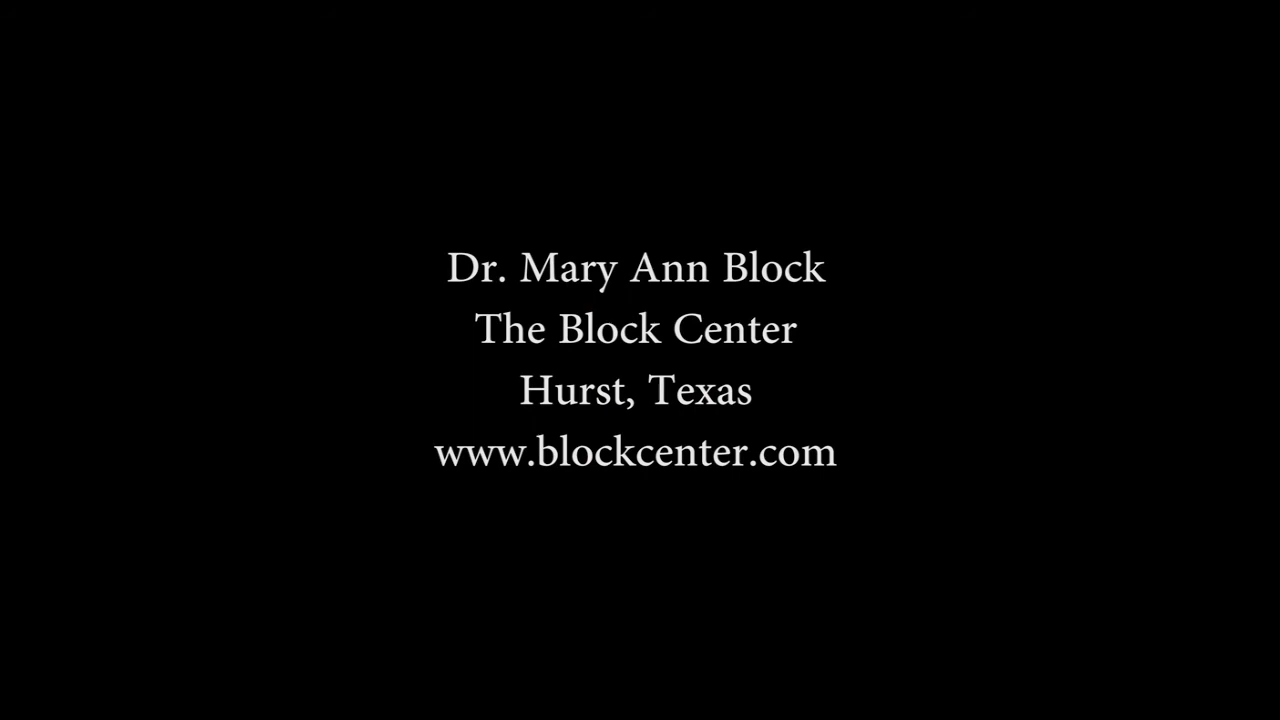 Dr. Mary Ann Block
The Block Center
Hurst, Texas
www.blockcenter.com